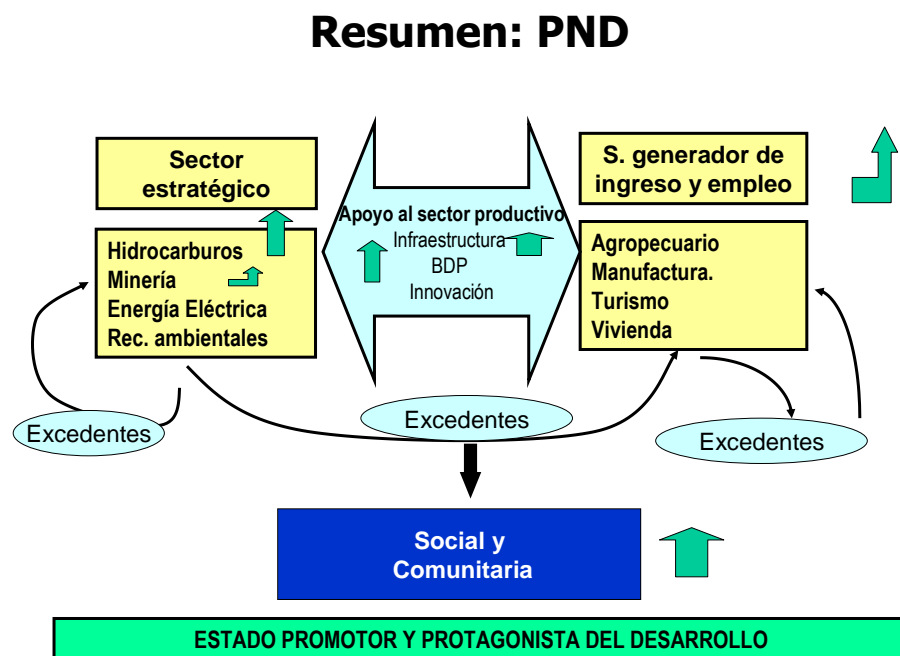 Resumen: PND
Sector
estratégico
Hidrocarburos
Minería
Energía Eléctrica
Rec. ambientales
Apoyo al sector productivo
Infraestructura
BDP
Innovación
S. generador de
ingreso y empleo
Agropecuario
Manufactura.
Turismo
Vivienda
Excedentes
Excedentes
Excedentes
Social y
Comunitaria
ESTADO PROMOTOR Y PROTAGONISTA DEL DESARROLLO